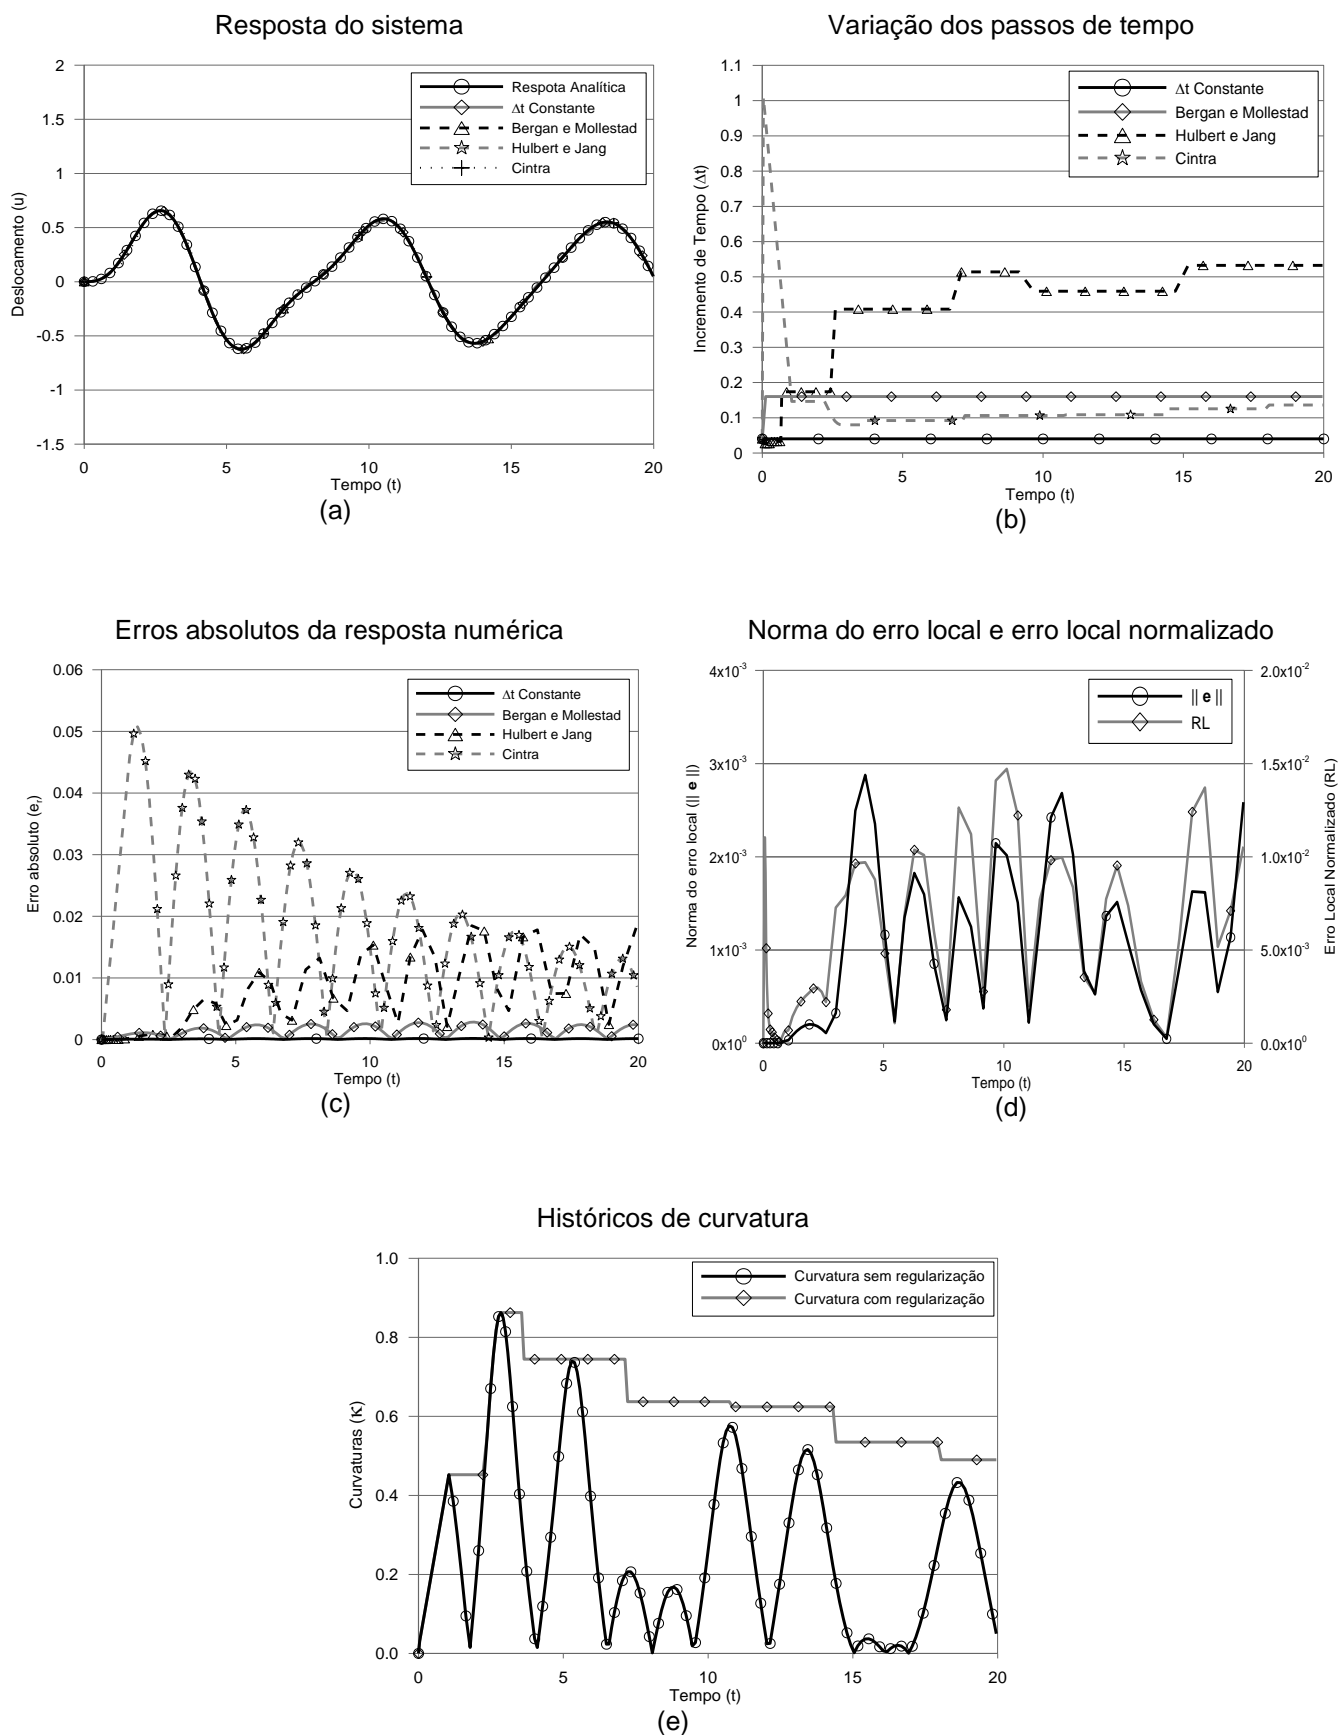 Resposta do sistema
2
1.5
1
0.5
0
-0.5
-1
-1.5
Deslocamento (u)
Respota Analítica
Δt Constante
Bergan e Mollestad
Hulbert e Jang
Cintra
0 5 10 15 20
Tempo (t)
(a)
Variação dos passos de tempo
1.1
1
0.9
0.8
0.7
0.6
0.5
0.4
0.3
0.2
0.1
0
Incremento de Tempo (Δt)
Δt Constante
Bergan e Mollestad
Hulbert e Jang
Cintra
0 5 10 15 20
Tempo (t)
(b)
Erros absolutos da resposta numérica
0.06
0.05
0.04
0.03
0.02
0.01
0
Erro absoluto (er)
Δt Constante
Bergan e Mollestad
Hulbert e Jang
Cintra
0 5 10 15 20
Tempo (t)
(c)
Norma do erro local e erro local normalizado
4x10⁻³
3x10⁻³
2x10⁻³
1x10⁻³
0x10⁰
Norma do erro local (|| e ||)
|| e ||
RL
2.0x10⁻²
1.5x10⁻²
1.0x10⁻²
5.0x10⁻³
0.0x10⁰
Erro Local Normalizado (RL)
0 5 10 15 20
Tempo (t)
(d)
Históricos de curvatura
1.0
0.8
0.6
0.4
0.2
0.0
Curvaturas (κ)
Curvatura sem regularização
Curvatura com regularização
0 5 10 15 20
Tempo (t)
(e)